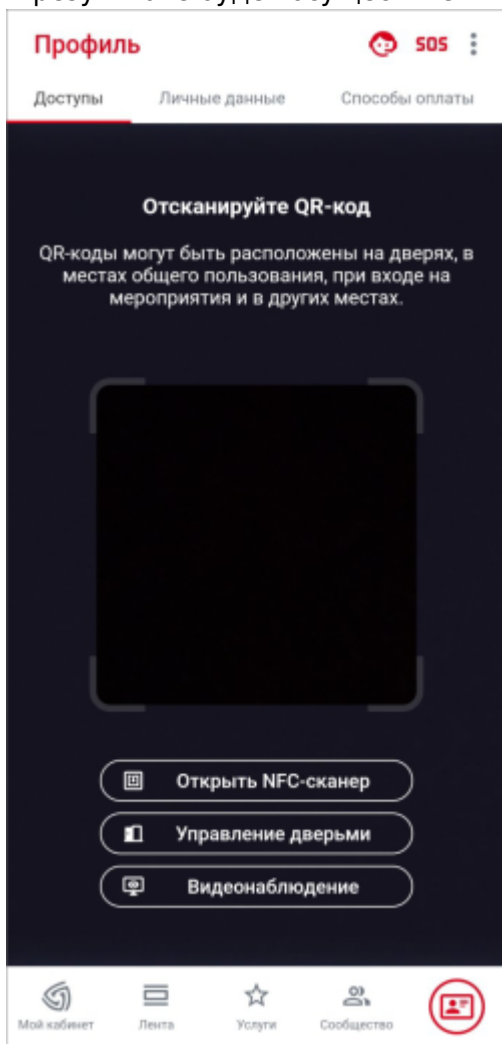 Профиль
SOS
Доступы Личные данные Способы оплаты
Отсканируйте QR-код
QR-коды могут быть расположены на дверях, в
местах общего пользования, при входе на
мероприятия и в других местах.
Открыть NFC-сканер
Управление дверьми
Видеонаблюдение
Мой кабинет Лента Услуги Сообщество